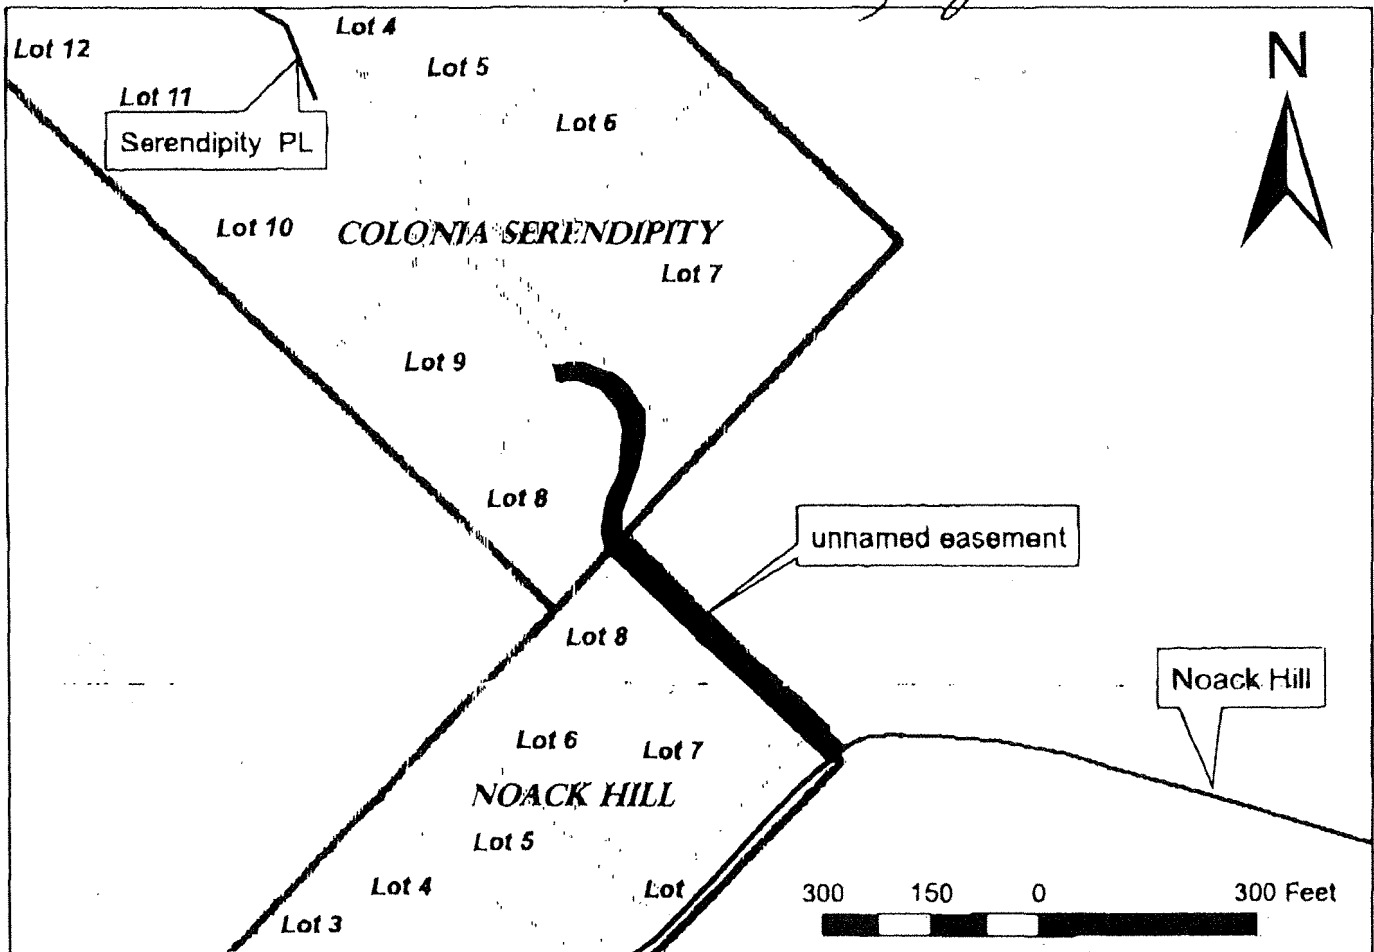 Lot 4
N
Lot 12
Lot 5
Lot 11
Lot 6
Serendipity PL
Lot 10
COLONIA SERENDIPITY
Lot 7
Lot 9
Lot 8
unnamed easement
Lot 8
Noack Hill
Lot 6
Lot 7
NOACK HILL
Lot 5
Lot 4
Lot
300 150 0 300 Feet
Lot 3